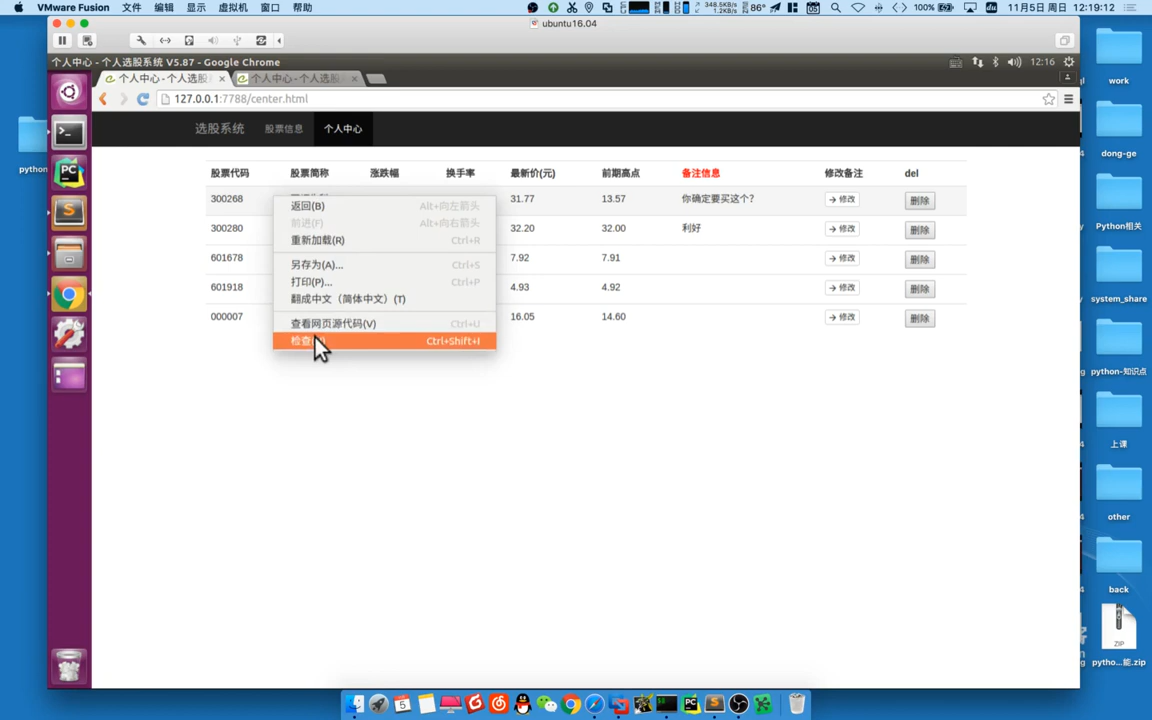 VMware Fusion 文件 编辑 显示 虚拟机 窗口 帮助
348.5KB/s
1.2KB/s
86° 100% 11月5日 周日 12:19:12
ubuntu16.04
个人中心 - 个人选股系统 V5.87 - Google Chrome
12:16
个人中心 - 个人选股 × 个人中心 - 个人选股 ×
127.0.0.1:7788/center.html
选股系统 股票信息 个人中心
股票代码 股票简称 涨跌幅 换手率 最新价(元) 前期高点 备注信息 修改备注 del
300268 31.77 13.57 你确定要买这个? 修改 删除
300280 32.20 32.00 利好 修改 删除
601678 7.92 7.91 修改 删除
601918 4.93 4.92 修改 删除
000007 16.05 14.60 修改 删除
返回(B) Alt+向左箭头
前进(F) Alt+向右箭头
重新加载(R) Ctrl+R
另存为(A)... Ctrl+S
打印(P)... Ctrl+P
翻成中文（简体中文）(T)
查看网页源代码(V) Ctrl+U
检查 Ctrl+Shift+I
python
work
dong-ge
Python相关
system_share
python-知识点
上课
other
back
ZIP
pytho...能.zip